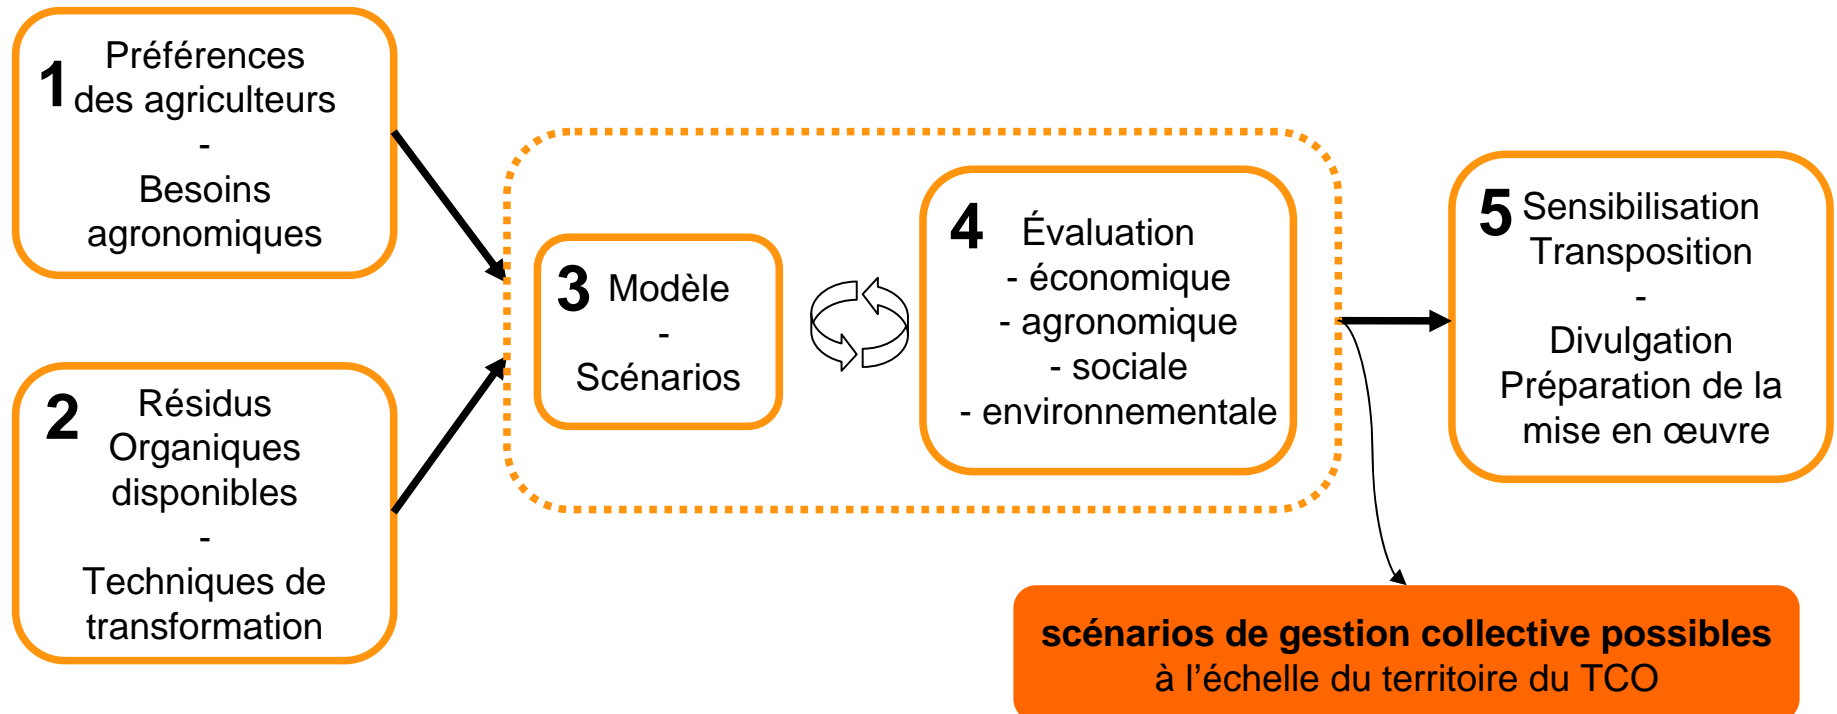 1 Préférences
des agriculteurs
-
Besoins
agronomiques
2 Résidus
Organiques
disponibles
-
Techniques de
transformation
3 Modèle
-
Scénarios
4 Évaluation
- économique
- agronomique
- sociale
- environnementale
5 Sensibilisation
Transposition
-
Divulgation
Préparation de la
mise en œuvre
scénarios de gestion collective possibles
à l’échelle du territoire du TCO